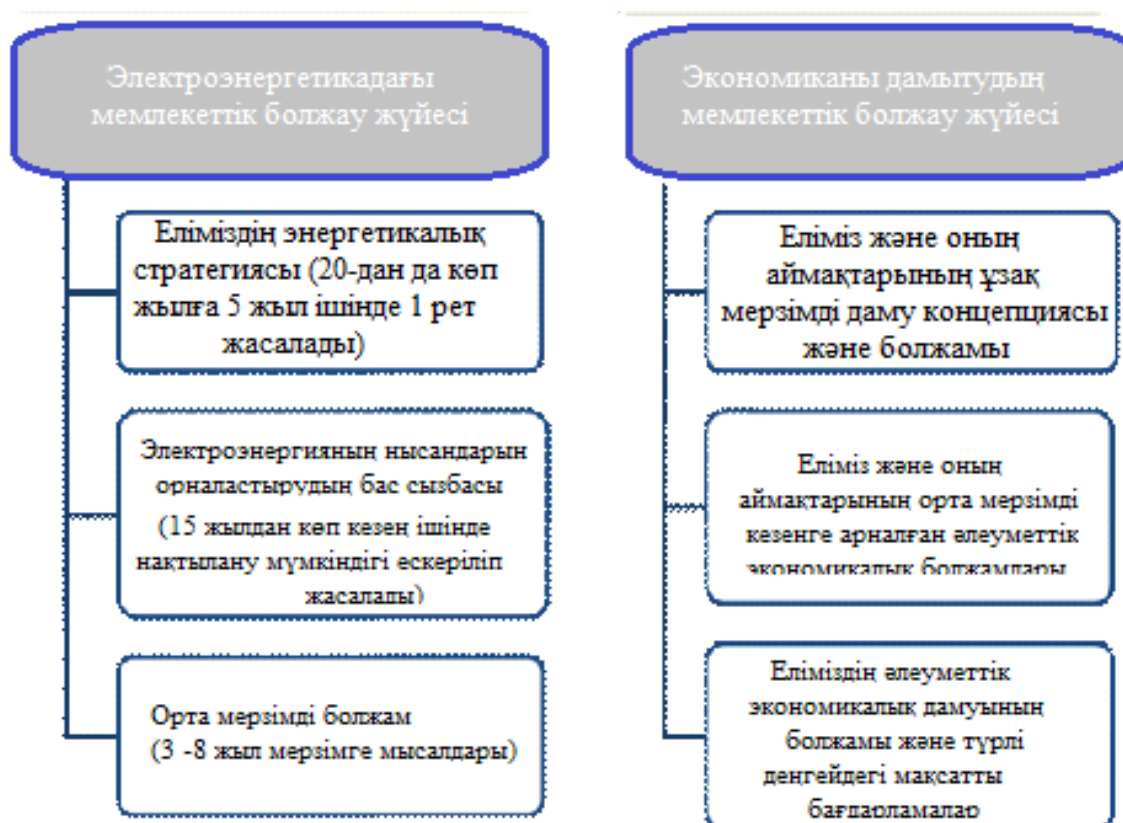 Электроэнергетикадағы
мемлекеттік болжау жүйесі
Еліміздің энергетикалық
стратегиясы (20-дан да көп
жылға 5 жыл ішінде 1 рет
жасалады)
Электроэнергияның нысандарын
орналастырудың бас сызбасы
(15 жылдан көп кезең ішінде
нақтылану мүмкіндігі ескеріліп
жасалады)
Орта мерзімді болжам
(3 -8 жыл мерзімге мысалдары)
Экономиканы дамытудың
мемлекеттік болжау жүйесі
Еліміз және оның
аймақтарының ұзақ
мерзімді даму концепциясы
және болжамы
Еліміз және оның
аймақтарының орта мерзімді
кезенге арналған әлеуметтік
экономикалық болжамдары
Еліміздің әлеуметтік
экономикалық дамуының
болжамы және түрлі
деңгейдегі мақсатты
бағдарламалар